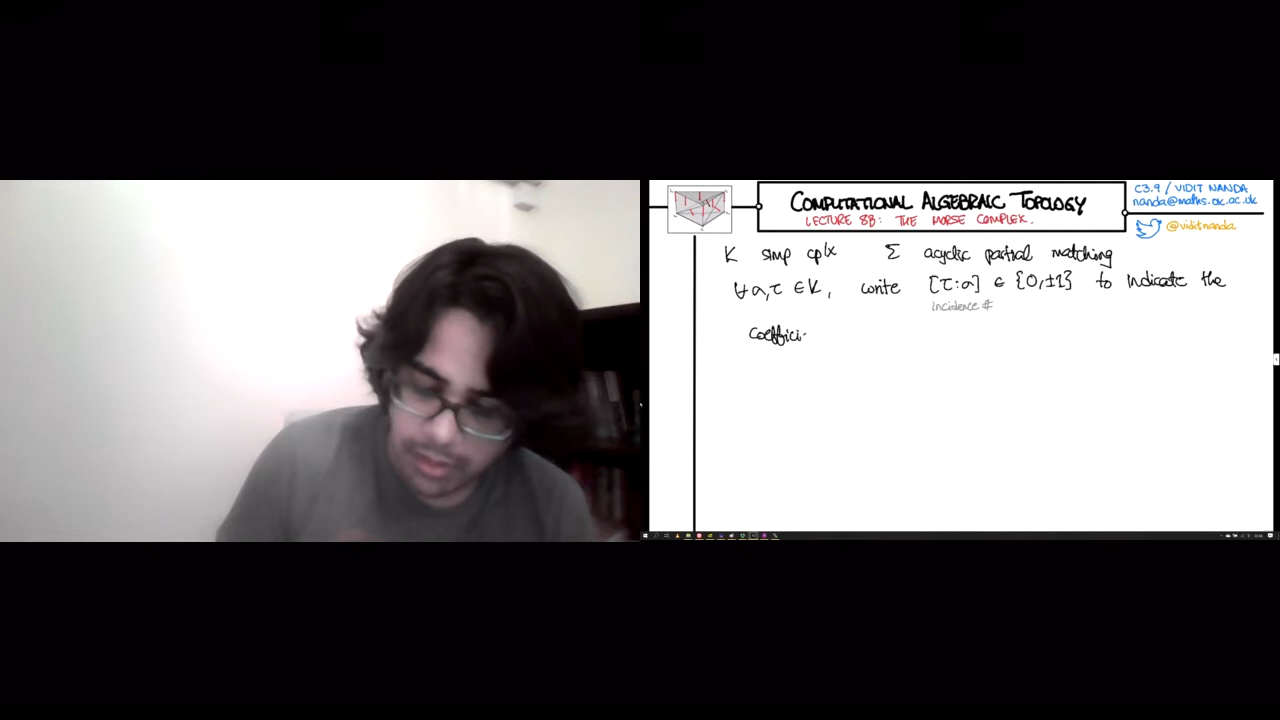 COMPUTATIONAL ALGEBRAIC TOPOLOGY
LECTURE 8B: THE MORSE COMPLEX.
C3.9 / VIDIT NANDA
nanda@maths.ox.ac.uk
@viditnanda
K simp cplx Σ acyclic partial matching
∀ σ,τ ∈ K, write [τ:σ] ∈ {0,±1} to indicate the
incidence #
coeffici